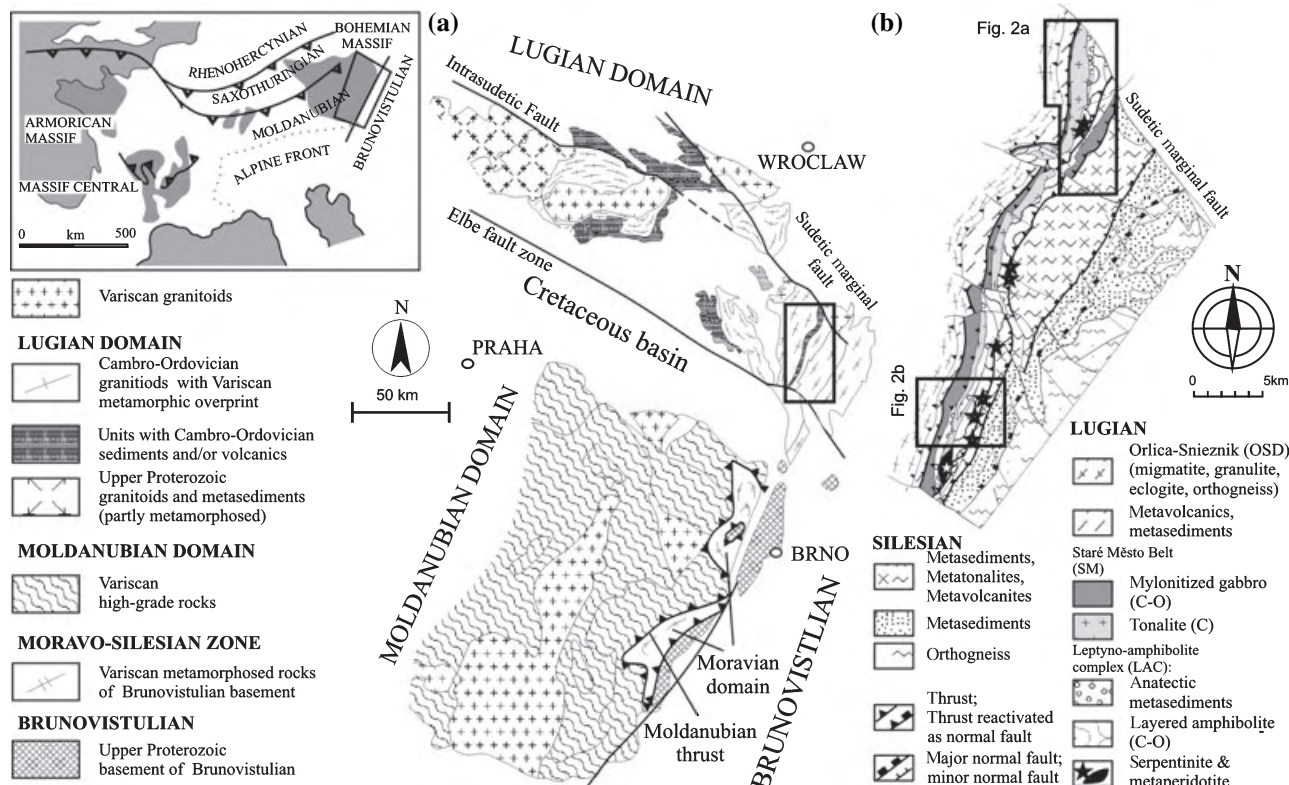 RHENOHERCYNIAN
BOHEMIAN
MASSIF
SAXOTHURINGIAN
MOLDANUBIAN
BRUNOVISTULIAN
ARMORICAN
MASSIF
MASSIF CENTRAL
ALPINE FRONT
0 km 500
Variscan granitoids
LUGIAN DOMAIN
Cambro-Ordovician
granitiods with Variscan
metamorphic overprint
Units with Cambro-Ordovician
sediments and/or volcanics
Upper Proterozoic
granitoids and metasediments
(partly metamorphosed)
MOLDANUBIAN DOMAIN
Variscan
high-grade rocks
MORAVO-SILESIAN ZONE
Variscan metamorphosed rocks
of Brunovistulian basement
BRUNOVISTULIAN
Upper Proterozoic
basement of Brunovistulian
(a)
LUGIAN DOMAIN
Intrasudetic Fault
WROCLAW
Elbe fault zone
Sudetic marginal
fault
Cretaceous basin
N
50 km
PRAHA
MOLDANUBIAN DOMAIN
BRNO
Moravian
domain
Moldanubian
thrust
BRUNOVISTLIAN
(b)
Fig. 2a
Sudetic marginal fault
Fig. 2b
N
0 5km
SILESIAN
Metasediments,
Metatonalites,
Metavolcanites
Metasediments
Orthogneiss
Thrust;
Thrust reactivated
as normal fault
Major normal fault;
minor normal fault
LUGIAN
Orlica-Snieznik (OSD)
(migmatite, granulite,
eclogite, orthogneiss)
Metavolcanics,
metasediments
Staré Město Belt
(SM)
Mylonitized gabbro
(C-O)
Tonalite (C)
Leptyno-amphibolite
complex (LAC):
Anatectic
metasediments
Layered amphibolite
(C-O)
Serpentinite &
metaperidotite